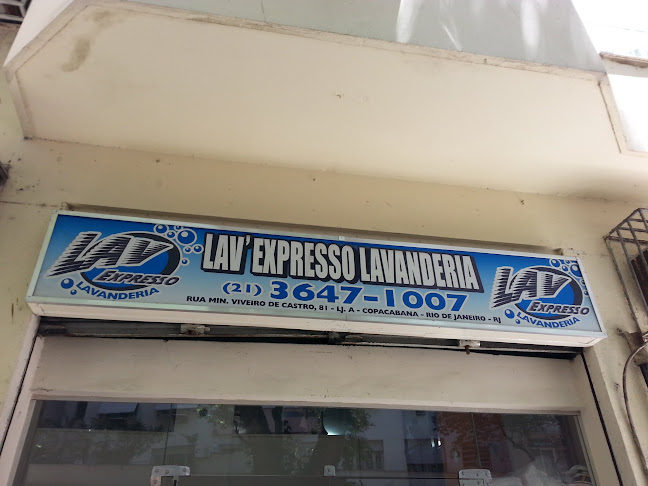 LAV
EXPRESSO
LAVANDERIA
LAV'EXPRESSO LAVANDERIA
(21) 3647-1007
RUA MIN. VIVEIRO DE CASTRO, 81 - LJ. A - COPACABANA - RIO DE JANEIRO - RJ
LAV
EXPRESSO
LAVANDERIA